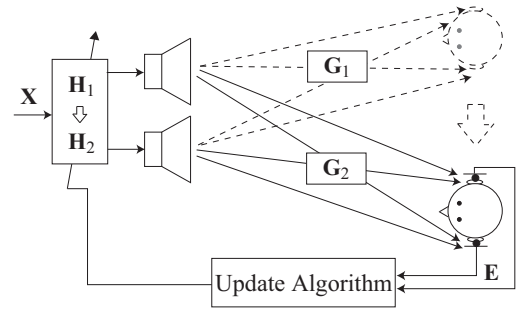 X
H₁
H₂
G₁
G₂
E
Update Algorithm